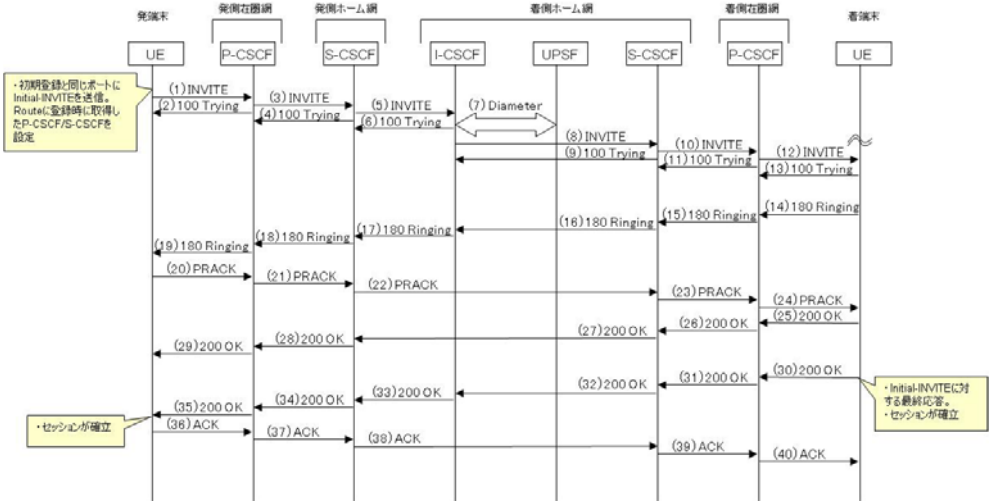 発端末
発側在圏網
発側ホーム網
着側ホーム網
着側在圏網
着端末
UE
P-CSCF
S-CSCF
I-CSCF
UPSF
S-CSCF
P-CSCF
UE
・初期登録と同じポートに
Initial-INVITEを送信。
Routeに登録時に取得し
たP-CSCF/S-CSCFを
設定
(1)INVITE
(2)100 Trying
(3)INVITE
(4)100 Trying
(5)INVITE
(6)100 Trying
(7)Diameter
(8)INVITE
(9)100 Trying
(10)INVITE
(11)100 Trying
(12)INVITE
(13)100 Trying
(14)180 Ringing
(15)180 Ringing
(16)180 Ringing
(17)180 Ringing
(18)180 Ringing
(19)180 Ringing
(20)PRACK
(21)PRACK
(22)PRACK
(23)PRACK
(24)PRACK
(25)200 OK
(26)200 OK
(27)200 OK
(28)200 OK
(29)200 OK
(30)200 OK
(31)200 OK
(32)200 OK
(33)200 OK
(34)200 OK
(35)200 OK
・Initial-INVITEに対
する最終応答。
・セッションが確立
・セッションが確立
(36)ACK
(37)ACK
(38)ACK
(39)ACK
(40)ACK